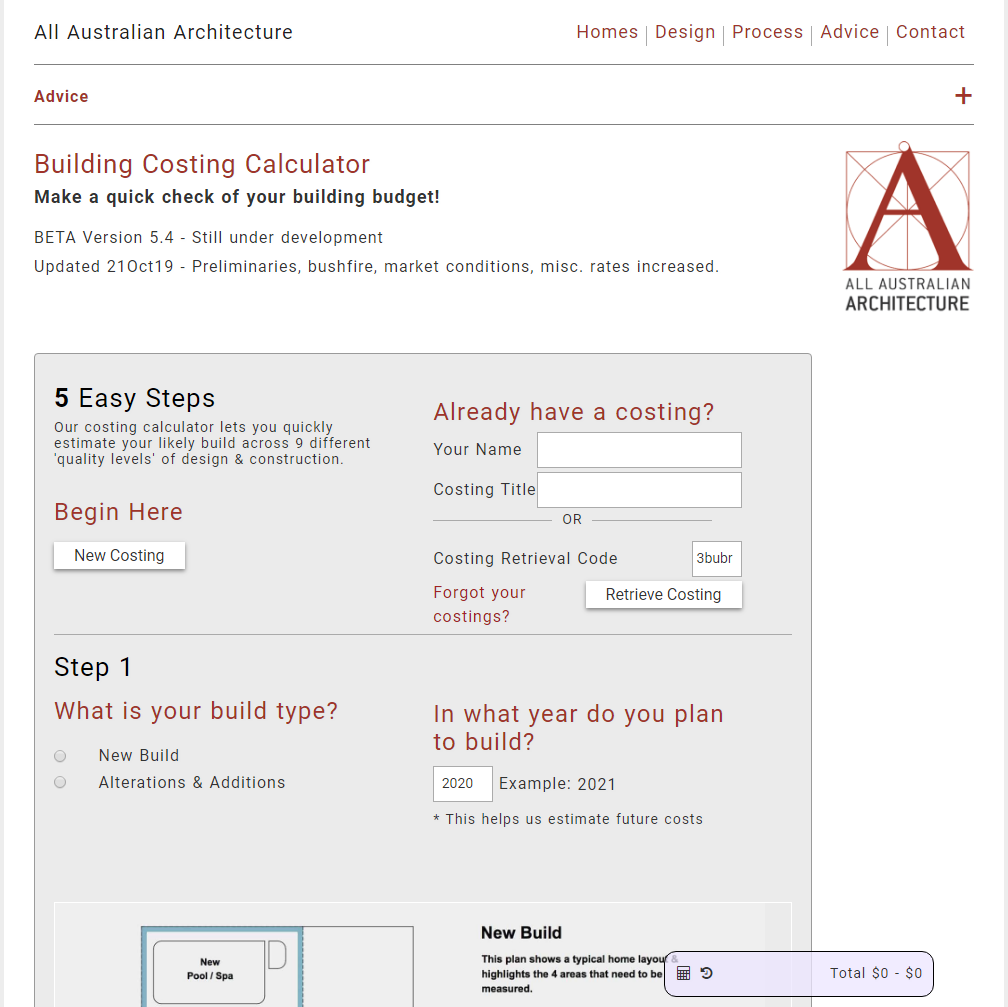 All Australian Architecture
Homes
Design
Process
Advice
Contact
Advice
+
Building Costing Calculator
Make a quick check of your building budget!
BETA Version 5.4 - Still under development
Updated 21Oct19 - Preliminaries, bushfire, market conditions, misc. rates increased.
A
ALL AUSTRALIAN
ARCHITECTURE
5 Easy Steps
Our costing calculator lets you quickly
estimate your likely build across 9 different
'quality levels' of design & construction.
Begin Here
New Costing
Already have a costing?
Your Name
Costing Title
OR
Costing Retrieval Code
3bubr
Forgot your
costings?
Retrieve Costing
Step 1
What is your build type?
New Build
Alterations & Additions
In what year do you plan
to build?
2020
Example: 2021
* This helps us estimate future costs
New
Pool / Spa
New Build
This plan shows a typical home layout &
highlights the 4 areas that need to be
measured.
Total $0 - $0